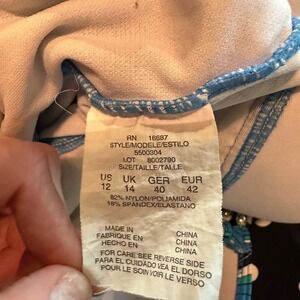 RN 16687
STYLE/MODELE/ESTILO
5500304
LOT 8002790
SIZE/TAILLE/TALLE
US UK GER EUR
12 14 40 42
82% NYLON/POLIAMIDA
18% SPANDEX/ELASTANO
MADE IN CHINA
FABRIQUE EN CHINA
HECHO EN CHINA
FOR CARE SEE REVERSE SIDE
PARA EL CUIDADO VEA EL DORSO
POUR LE SOIN VOIR LE VERSO